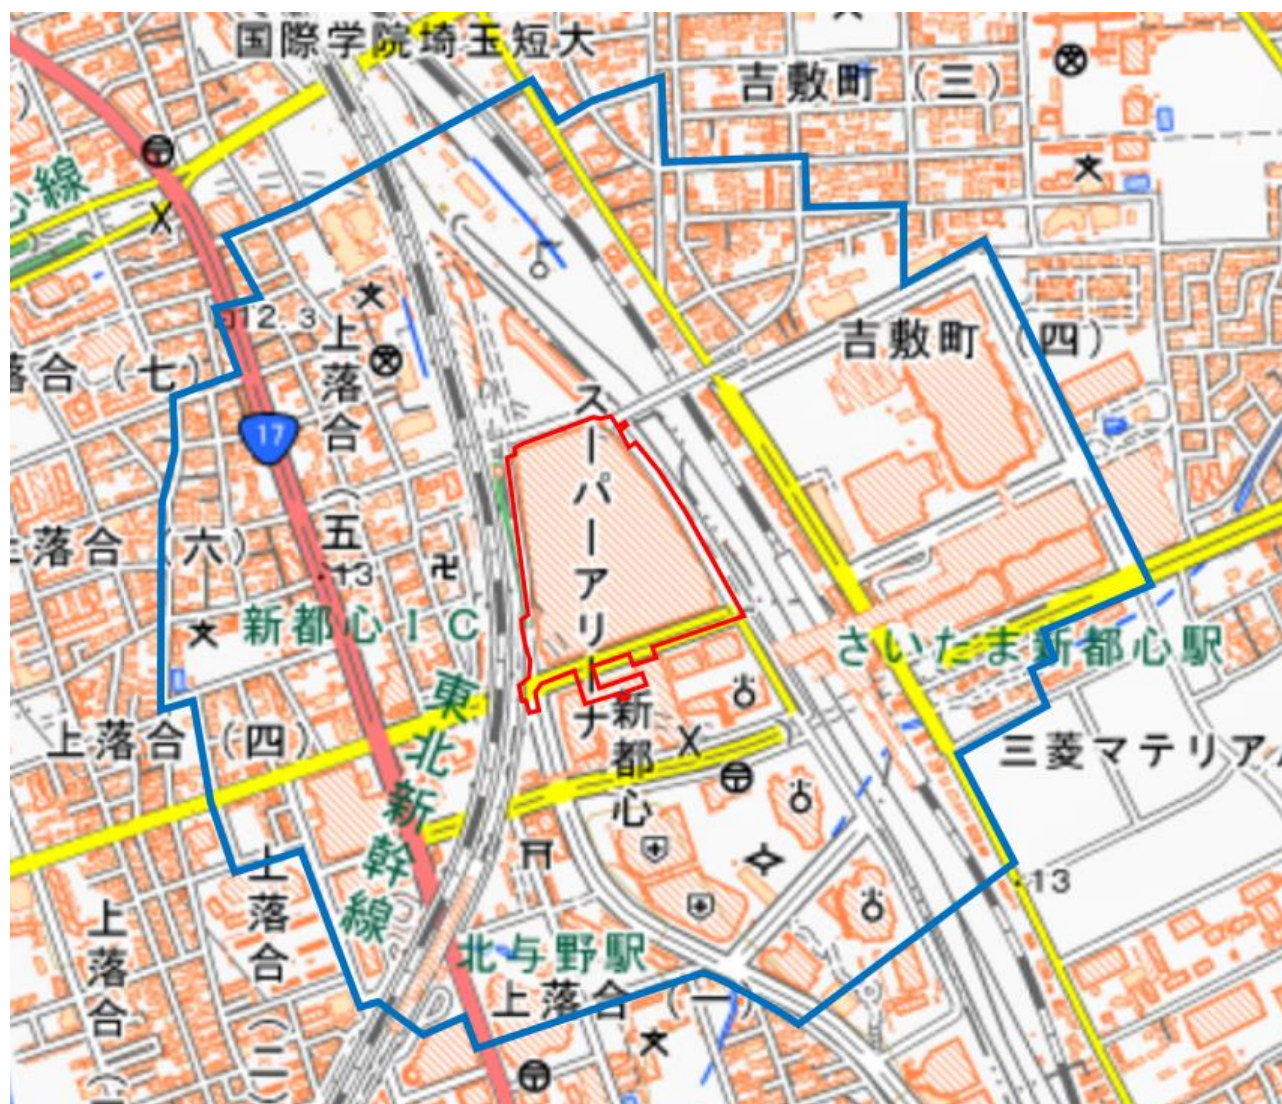 国際学院埼玉短大
吉敷町（三）
心線
12.3
上落合（五）
落合（七）
吉敷町（四）
17
スーパーアリーナ
上落合（六）
13
新都心ＩＣ
さいたま新都心駅
東北新幹線
新都心
上落合（四）
三菱マテリア
13
上落合（二）
上落合（
北与野駅
上落合（一）